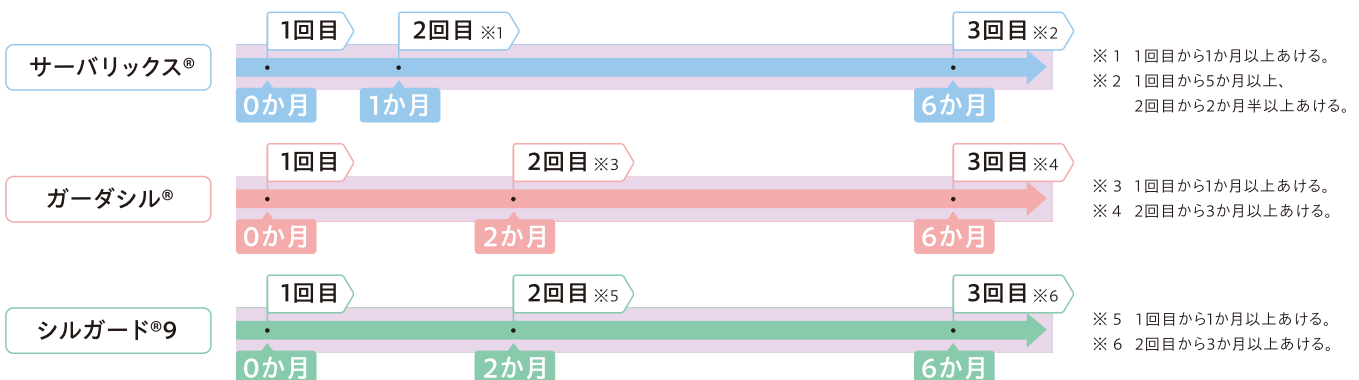 サーバリックス®
1回目
2回目 ※1
3回目 ※2
0か月
1か月
6か月
※1 1回目から1か月以上あける。
※2 1回目から5か月以上、
2回目から2か月半以上あける。
ガーダシル®
1回目
2回目 ※3
3回目 ※4
0か月
2か月
6か月
※3 1回目から1か月以上あける。
※4 2回目から3か月以上あける。
シルガード®9
1回目
2回目 ※5
3回目 ※6
0か月
2か月
6か月
※5 1回目から1か月以上あける。
※6 2回目から3か月以上あける。